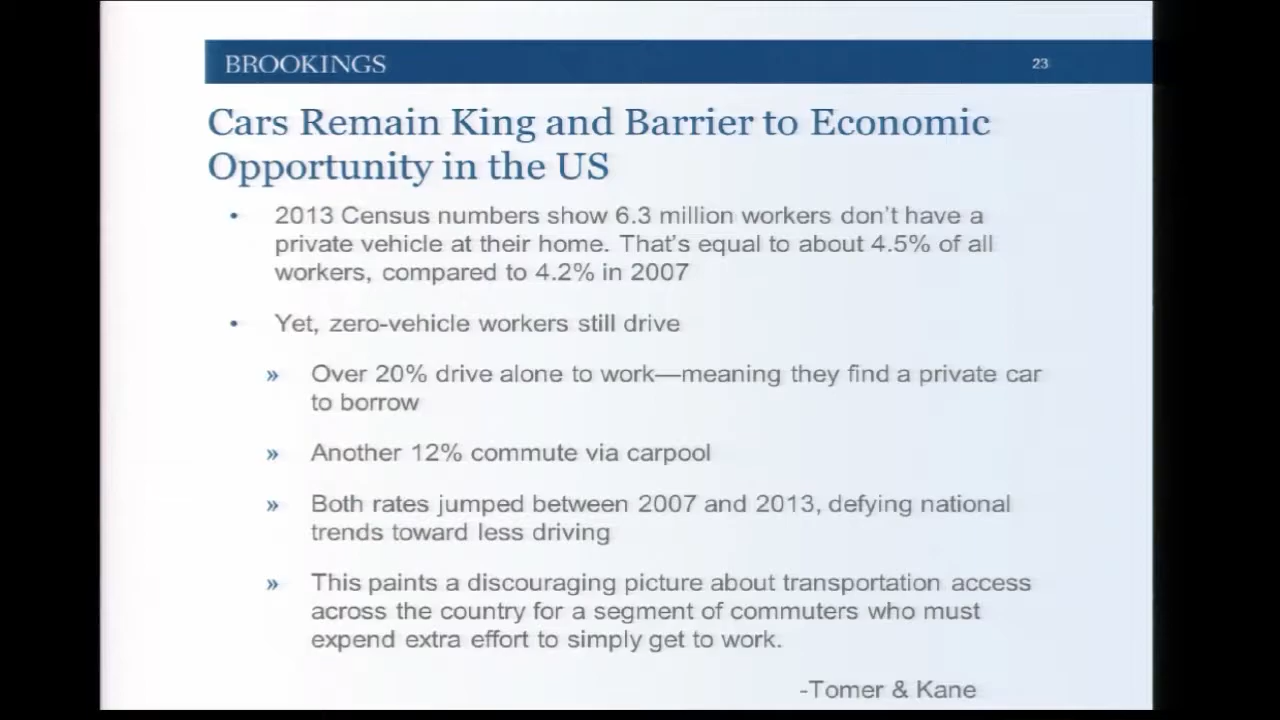 BROOKINGS
23
Cars Remain King and Barrier to Economic
Opportunity in the US
• 2013 Census numbers show 6.3 million workers don't have a
private vehicle at their home. That's equal to about 4.5% of all
workers, compared to 4.2% in 2007
• Yet, zero-vehicle workers still drive
» Over 20% drive alone to work—meaning they find a private car
to borrow
» Another 12% commute via carpool
» Both rates jumped between 2007 and 2013, defying national
trends toward less driving
» This paints a discouraging picture about transportation access
across the country for a segment of commuters who must
expend extra effort to simply get to work.
-Tomer & Kane